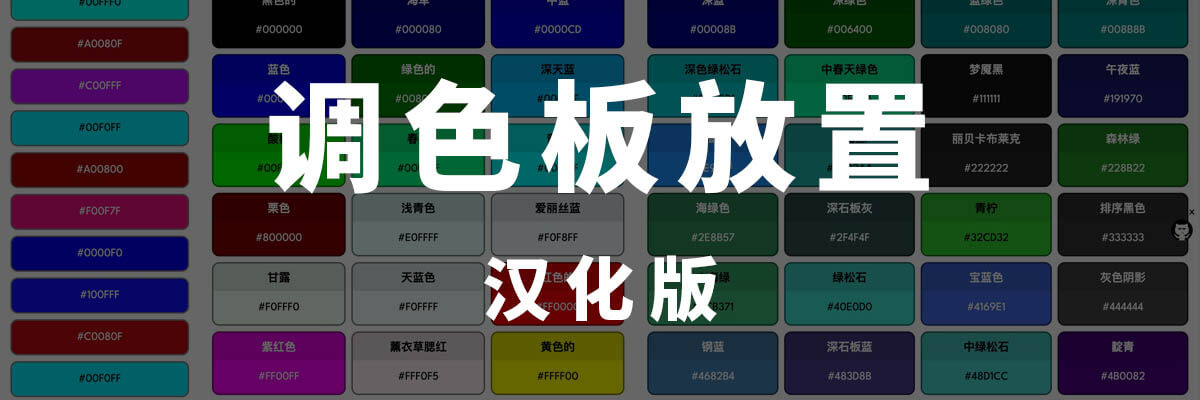 #00FFF0
#A0080F
#C00FFF
#00F0FF
#A00800
#F00F7F
#0000F0
#100FFF
#C0080F
#00F0FF
黑色的
海军
中蓝
深蓝
深绿色
蓝绿色
深青色
#000000
#000080
#0000CD
#00008B
#006400
#008080
#008B8B
蓝色
绿色的
深天蓝
深色绿松石
中春天绿色
梦魇黑
午夜蓝
#111111
#191970
调色板放置
丽贝卡布莱克
森林绿
#222222
#228B22
栗色
浅青色
爱丽丝蓝
海绿色
深石板灰
青柠
排序黑色
#800000
#E0FFFF
#F0F8FF
#2E8B57
#2F4F4F
#32CD32
#333333
甘露
天蓝色
绿松石
宝蓝色
灰色阴影
#F0FFF0
#F0FFFF
#40E0D0
#4169E1
#444444
汉化版
紫红色
薰衣草腮红
黄色的
钢蓝
深石板蓝
中绿松石
靛青
#FF00FF
#FFF0F5
#FFFF00
#4682B4
#483D8B
#48D1CC
#4B0082